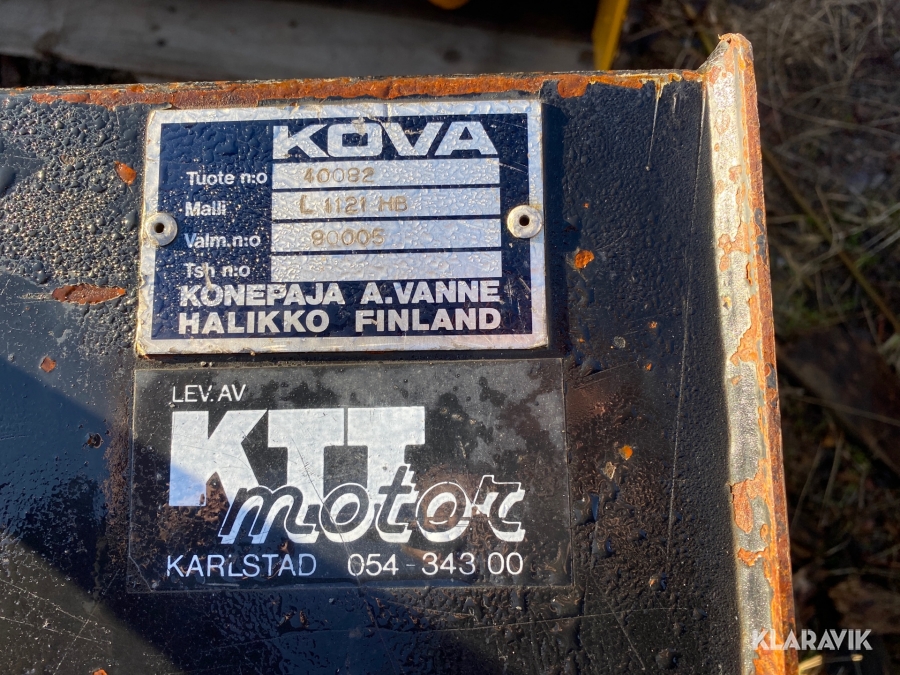 KOVA
Tuote n:o 40082
Malli L 1121 HB
Valm.n:o 90005
Tsh n:o
KONEPAJA A.VANNE
HALIKKO FINLAND
LEV. AV
KTT
motor
KARLSTAD 054-343 00
KLARAVIK